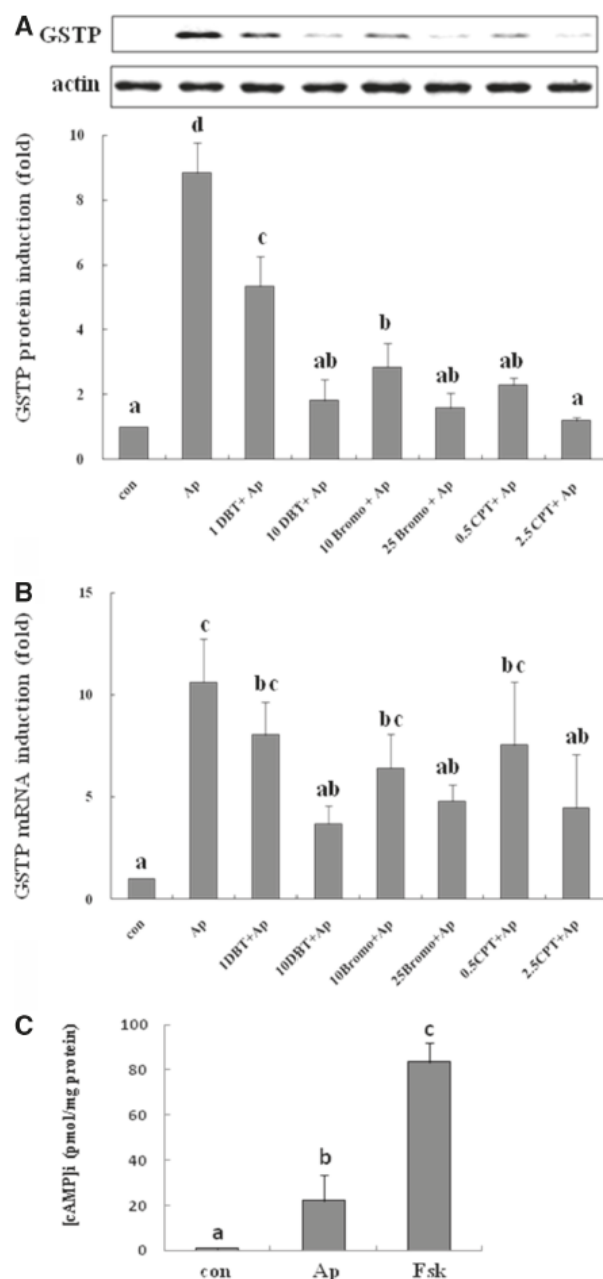 A
GSTP
actin
GSTP protein induction (fold)
10
8
6
4
2
0
a
d
c
ab
b
ab
ab
a
con
Ap
1 DBT+ Ap
10 DBT+ Ap
10 Bromo + Ap
25 Bromo + Ap
0.5 CPT+ Ap
2.5 CPT+ Ap
B
GSTP mRNA induction (fold)
15
10
5
0
a
c
bc
ab
bc
ab
bc
ab
con
Ap
1DBT+Ap
10DBT+Ap
10Bromo+Ap
25Bromo+Ap
0.5CPT+Ap
2.5CPT+Ap
C
[cAMP]i (pmol/mg protein)
100
80
60
40
20
0
a
b
c
con
Ap
Fsk